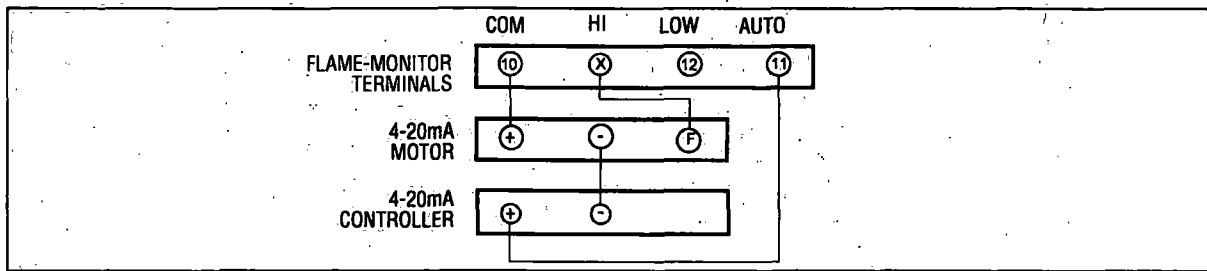 COM HI LOW AUTO
FLAME-MONITOR TERMINALS
10 X 12 11
4-20mA MOTOR
+ - F
4-20mA CONTROLLER
+ -